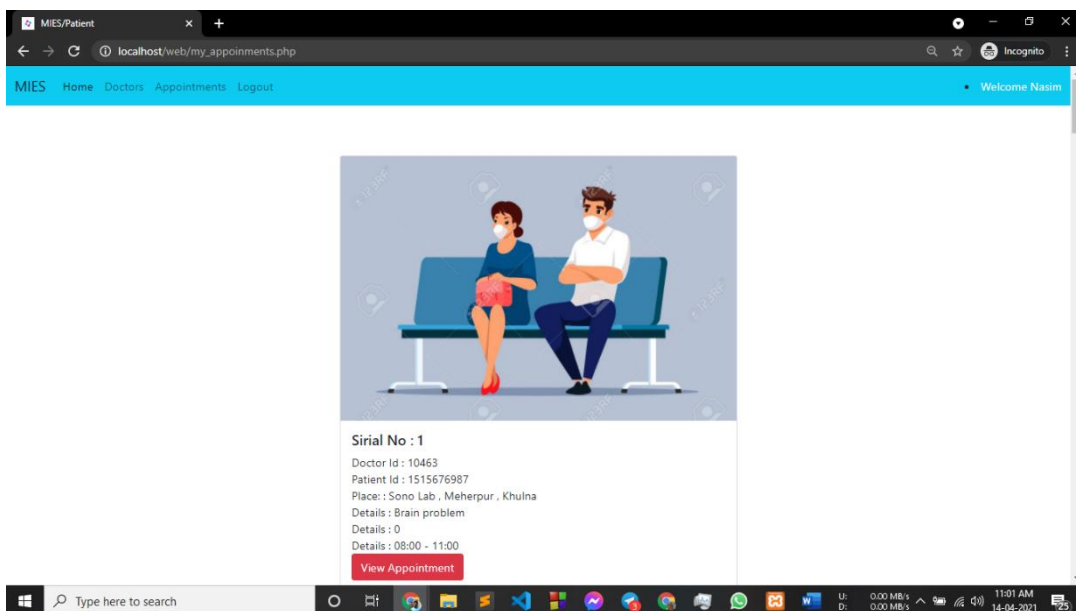 MIES/Patient
localhost/web/my_appoinments.php
Incognito
MIES Home Doctors Appointments Logout
Welcome Nasim
Sirial No : 1
Doctor Id : 10463
Patient Id : 1515676987
Place: : Sono Lab , Meherpur , Khulna
Details : Brain problem
Details : 0
Details : 08:00 - 11:00
View Appointment
Type here to search
U: 0.00 MB/s
D: 0.00 MB/s
11:01 AM
14-04-2021